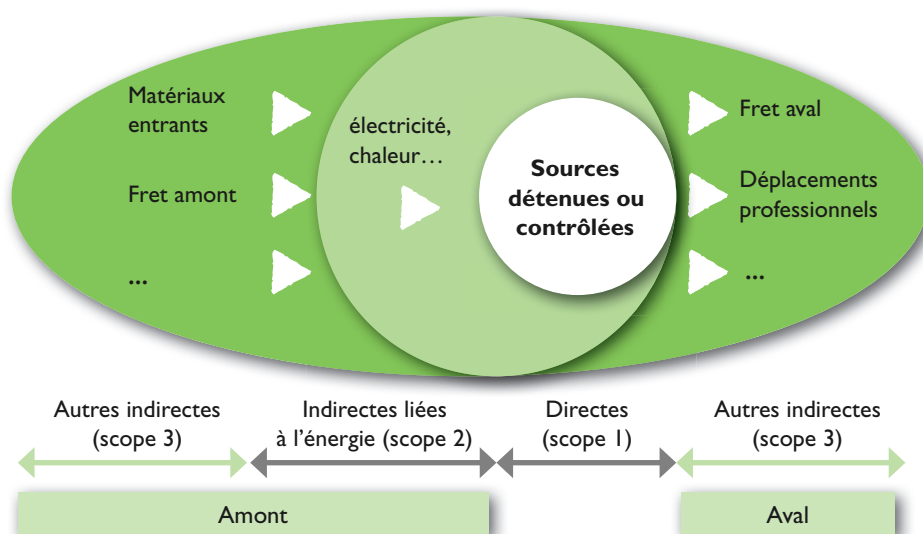 Matériaux
entrants
Fret amont
...
électricité,
chaleur…
Sources
détenues ou
contrôlées
Fret aval
Déplacements
professionnels
...
Autres indirectes
(scope 3)
Indirectes liées
à l’énergie (scope 2)
Directes
(scope 1)
Autres indirectes
(scope 3)
Amont
Aval